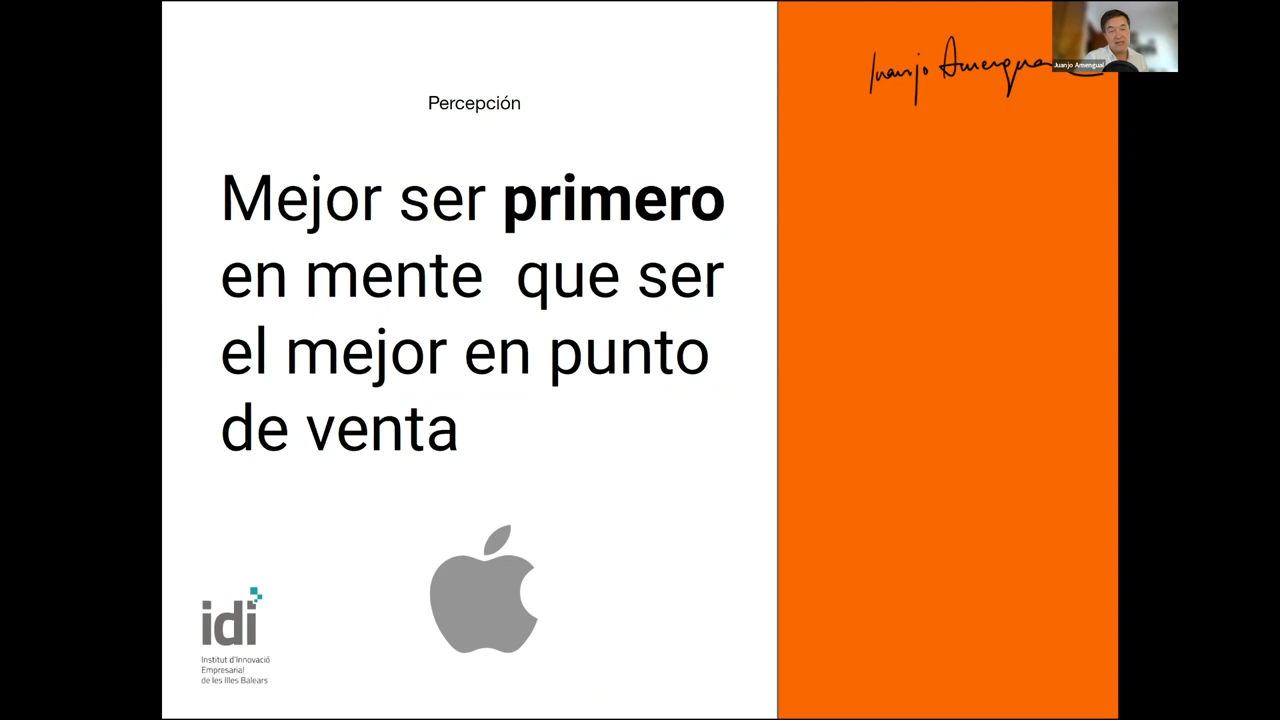 Percepción
Mejor ser primero
en mente  que ser
el mejor en punto
de venta
Juanjo Amengual
Juanjo Amengual
idi
Institut d'Innovació
Empresarial
de les Illes Balears